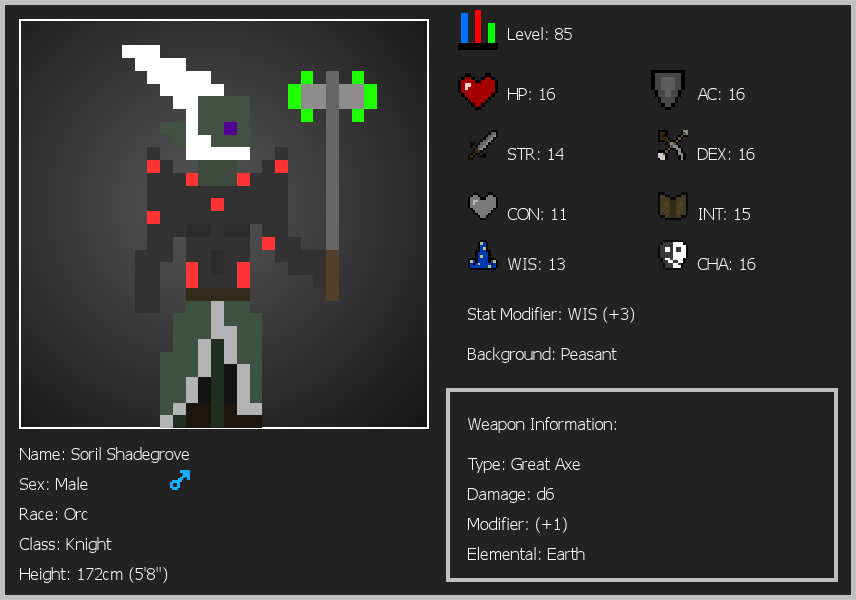 Level: 85
HP: 16
AC: 16
STR: 14
DEX: 16
CON: 11
INT: 15
WIS: 13
CHA: 16
Stat Modifier: WIS (+3)
Background: Peasant
Weapon Information:
Type: Great Axe
Damage: d6
Modifier: (+1)
Elemental: Earth
Name: Soril Shadegrove
Sex: Male
Race: Orc
Class: Knight
Height: 172cm (5'8")